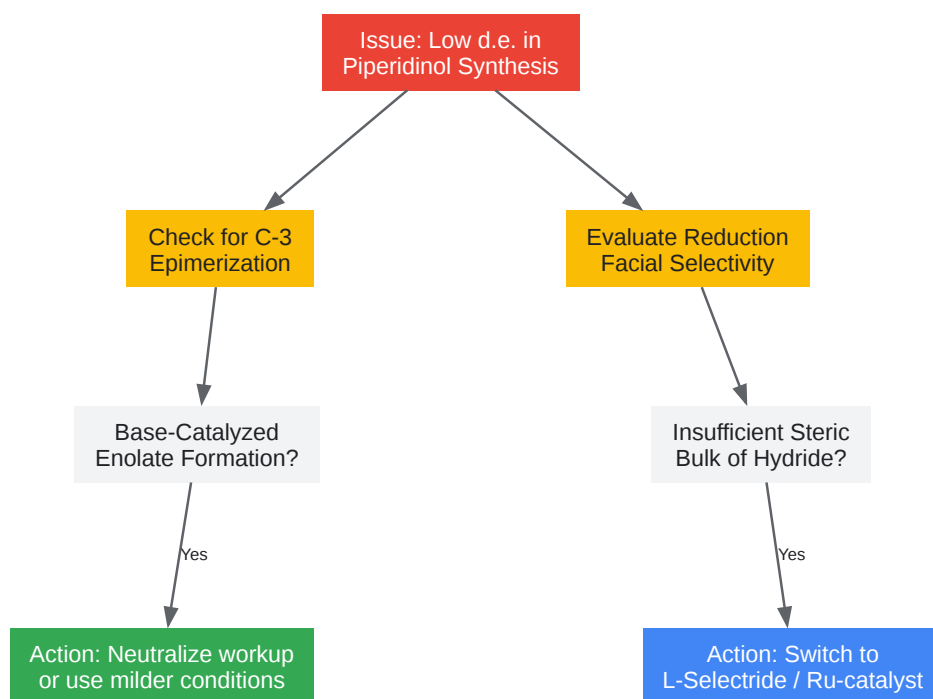 Issue: Low d.e. in
Piperidinol Synthesis
Check for C-3
Epimerization
Evaluate Reduction
Facial Selectivity
Base-Catalyzed
Enolate Formation?
Insufficient Steric
Bulk of Hydride?
Yes
Yes
Action: Neutralize workup
or use milder conditions
Action: Switch to
L-Selectride / Ru-catalyst